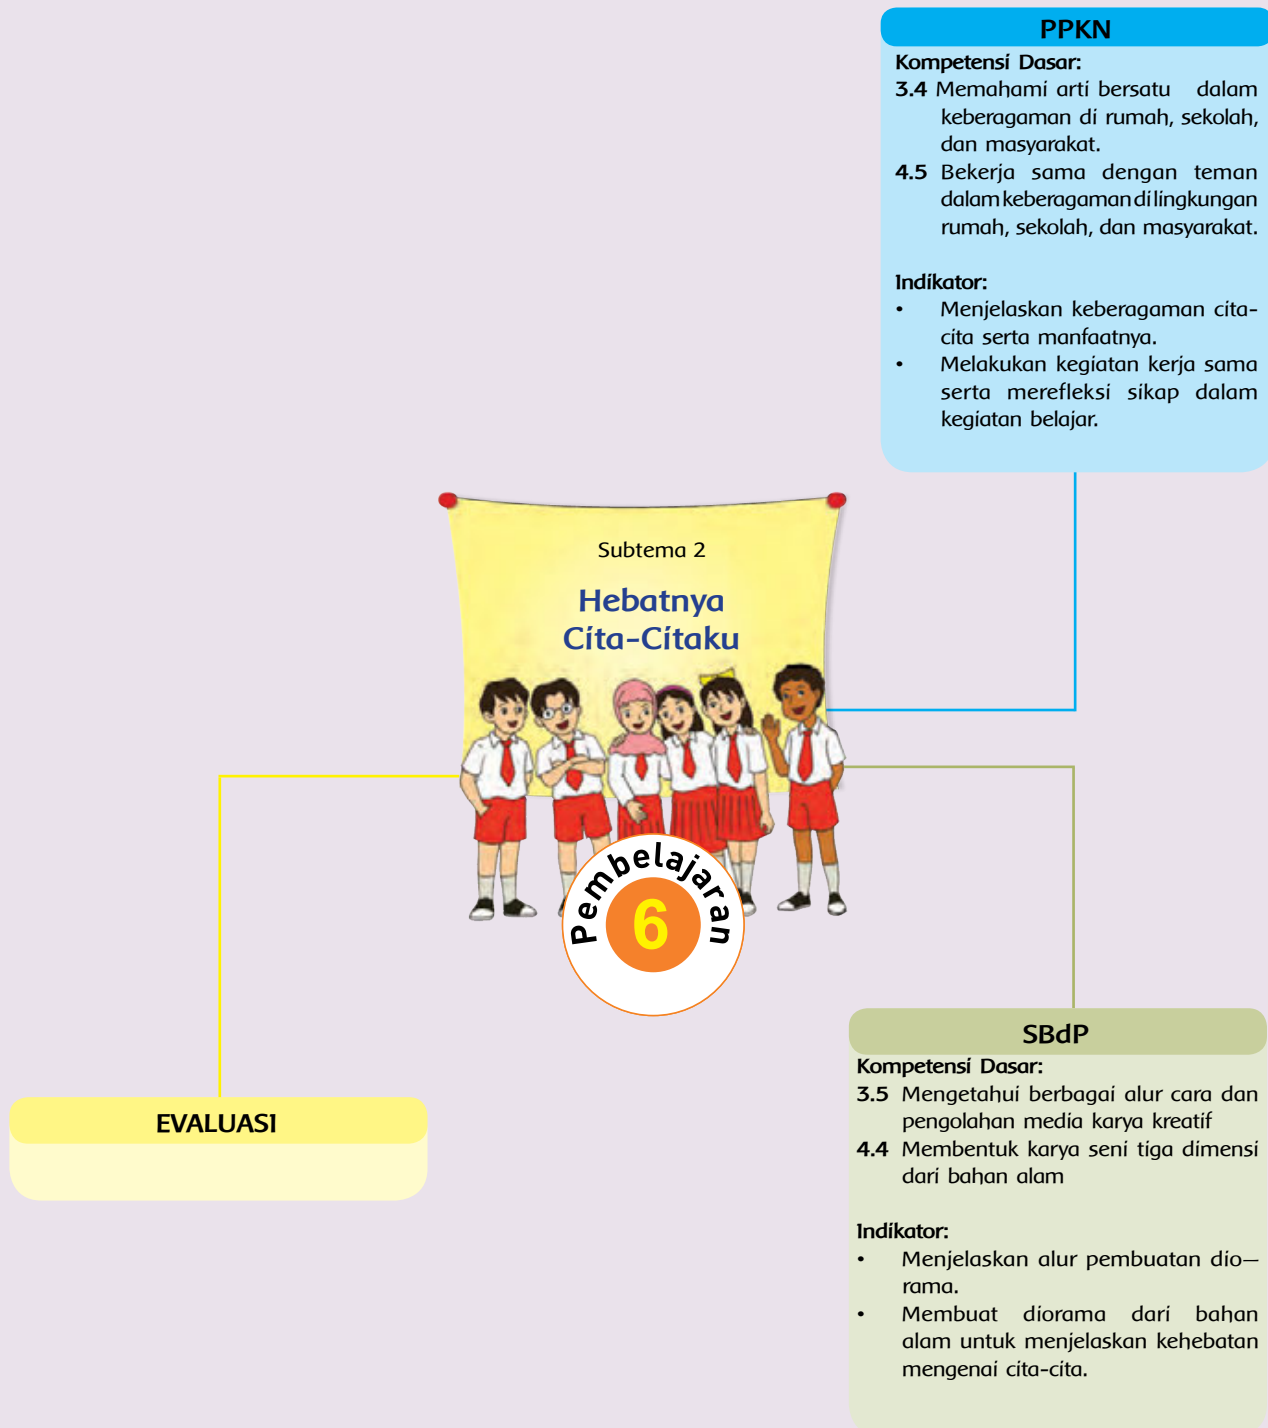 PPKN
Kompetensi Dasar:
3.4 Memahami arti bersatu dalam
keberagaman di rumah, sekolah,
dan masyarakat.
4.5 Bekerja sama dengan teman
dalam keberagaman di lingkungan
rumah, sekolah, dan masyarakat.
Indikator:
• Menjelaskan keberagaman cita-
cita serta manfaatnya.
• Melakukan kegiatan kerja sama
serta merefleksi sikap dalam
kegiatan belajar.
Subtema 2
Hebatnya
Cita-Citaku
Pembelajaran
6
EVALUASI
SBdP
Kompetensi Dasar:
3.5 Mengetahui berbagai alur cara dan
pengolahan media karya kreatif
4.4 Membentuk karya seni tiga dimensi
dari bahan alam
Indikator:
• Menjelaskan alur pembuatan dio—
rama.
• Membuat diorama dari bahan
alam untuk menjelaskan kehebatan
mengenai cita-cita.